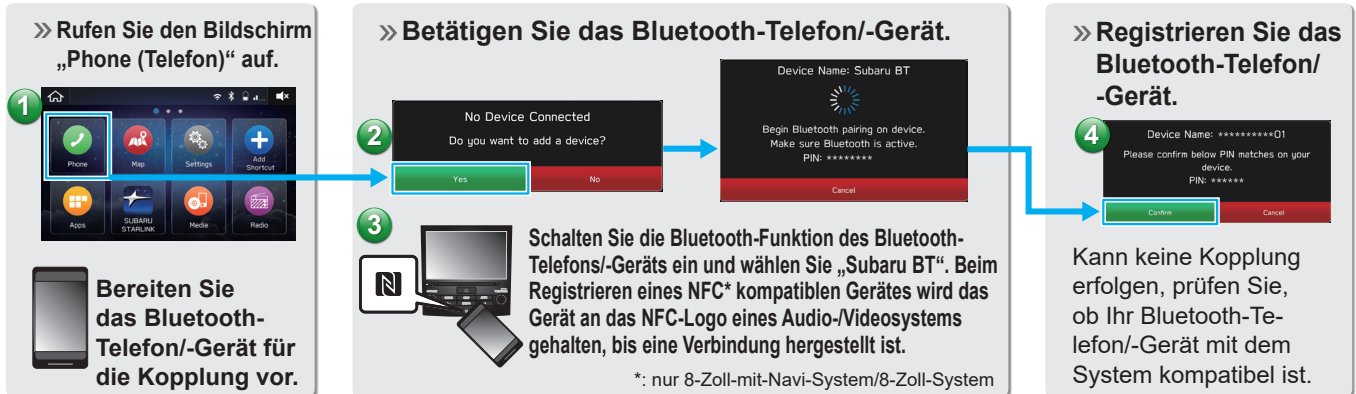 » Rufen Sie den Bildschirm
„Phone (Telefon)“ auf.
1
Phone
Map
Settings
Add
Shortcut
Apps
SUBARU
STARLINK
Media
Radio
Bereiten Sie
das Bluetooth-
Telefon/-Gerät für
die Kopplung vor.
» Betätigen Sie das Bluetooth-Telefon/-Gerät.
2
No Device Connected
Do you want to add a device?
Yes
No
Device Name: Subaru BT
Begin Bluetooth pairing on device.
Make sure Bluetooth is active.
PIN: ********
Cancel
3
N
Schalten Sie die Bluetooth-Funktion des Bluetooth-
Telefons/-Geräts ein und wählen Sie „Subaru BT“. Beim
Registrieren eines NFC* kompatiblen Gerätes wird das
Gerät an das NFC-Logo eines Audio-/Videosystems
gehalten, bis eine Verbindung hergestellt ist.
*: nur 8-Zoll-mit-Navi-System/8-Zoll-System
» Registrieren Sie das
Bluetooth-Telefon/
-Gerät.
4
Device Name: **********01
Please confirm below PIN matches on your
device.
PIN: ******
Confirm
Cancel
Kann keine Kopplung
erfolgen, prüfen Sie,
ob Ihr Bluetooth-Te-
lefon/-Gerät mit dem
System kompatibel ist.